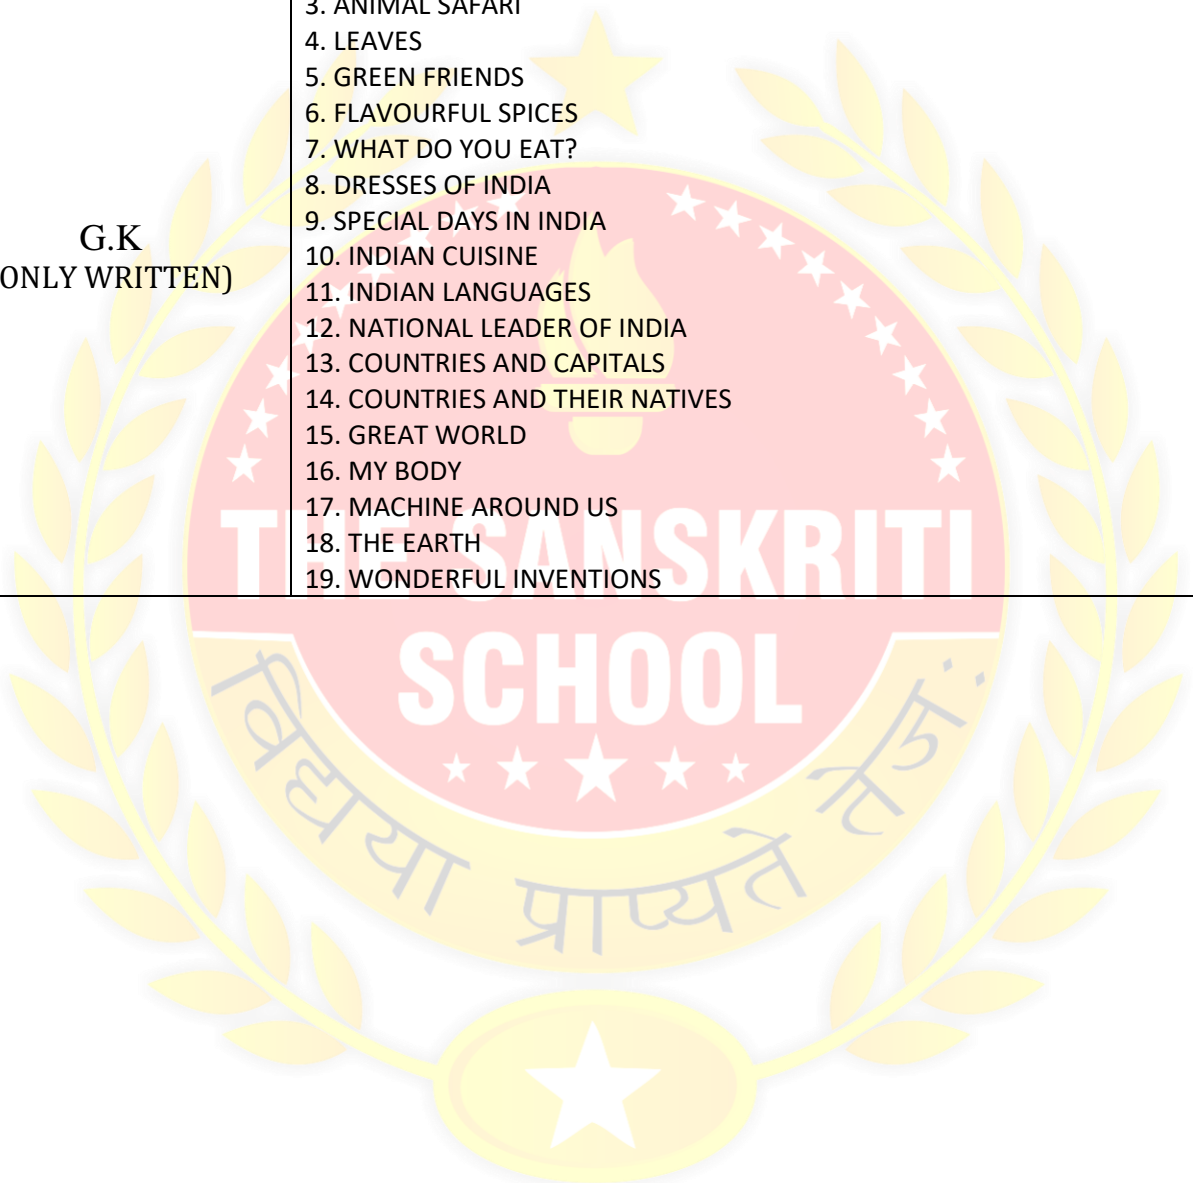 3. ANIMAL SAFARI
4. LEAVES
5. GREEN FRIENDS
6. FLAVOURFUL SPICES
7. WHAT DO YOU EAT?
8. DRESSES OF INDIA
9. SPECIAL DAYS IN INDIA
G.K
10. INDIAN CUISINE
ONLY WRITTEN)
11. INDIAN LANGUAGES
12. NATIONAL LEADER OF INDIA
13. COUNTRIES AND CAPITALS
14. COUNTRIES AND THEIR NATIVES
15. GREAT WORLD
16. MY BODY
17. MACHINE AROUND US
18. THE EARTH
19. WONDERFUL INVENTIONS
THE SANSKRITI
SCHOOL
विद्यया प्राप्यते तेजः